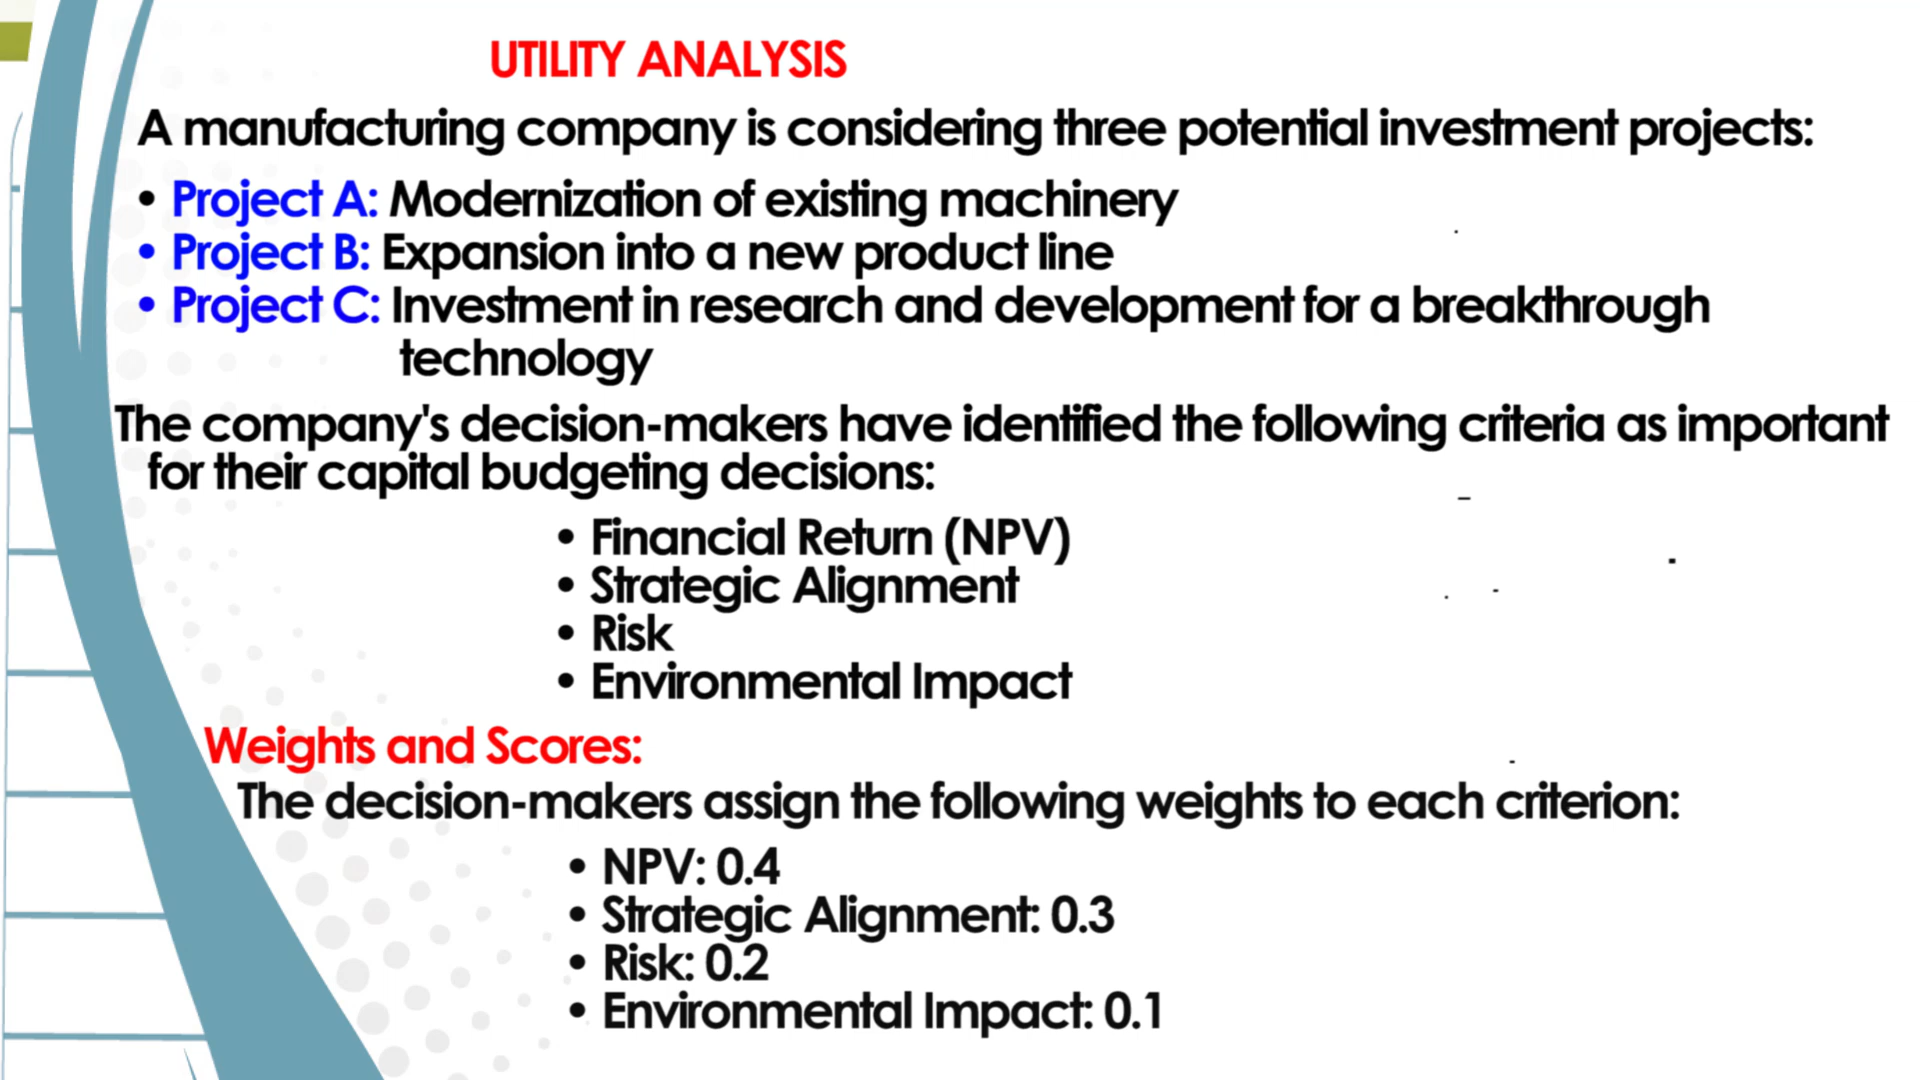 UTILITY ANALYSIS
A manufacturing company is considering three potential investment projects:
• Project A: Modernization of existing machinery
• Project B: Expansion into a new product line
• Project C: Investment in research and development for a breakthrough
technology
The company's decision-makers have identified the following criteria as important
for their capital budgeting decisions:
• Financial Return (NPV)
• Strategic Alignment
• Risk
• Environmental Impact
Weights and Scores:
The decision-makers assign the following weights to each criterion:
• NPV: 0.4
• Strategic Alignment: 0.3
• Risk: 0.2
• Environmental Impact: 0.1